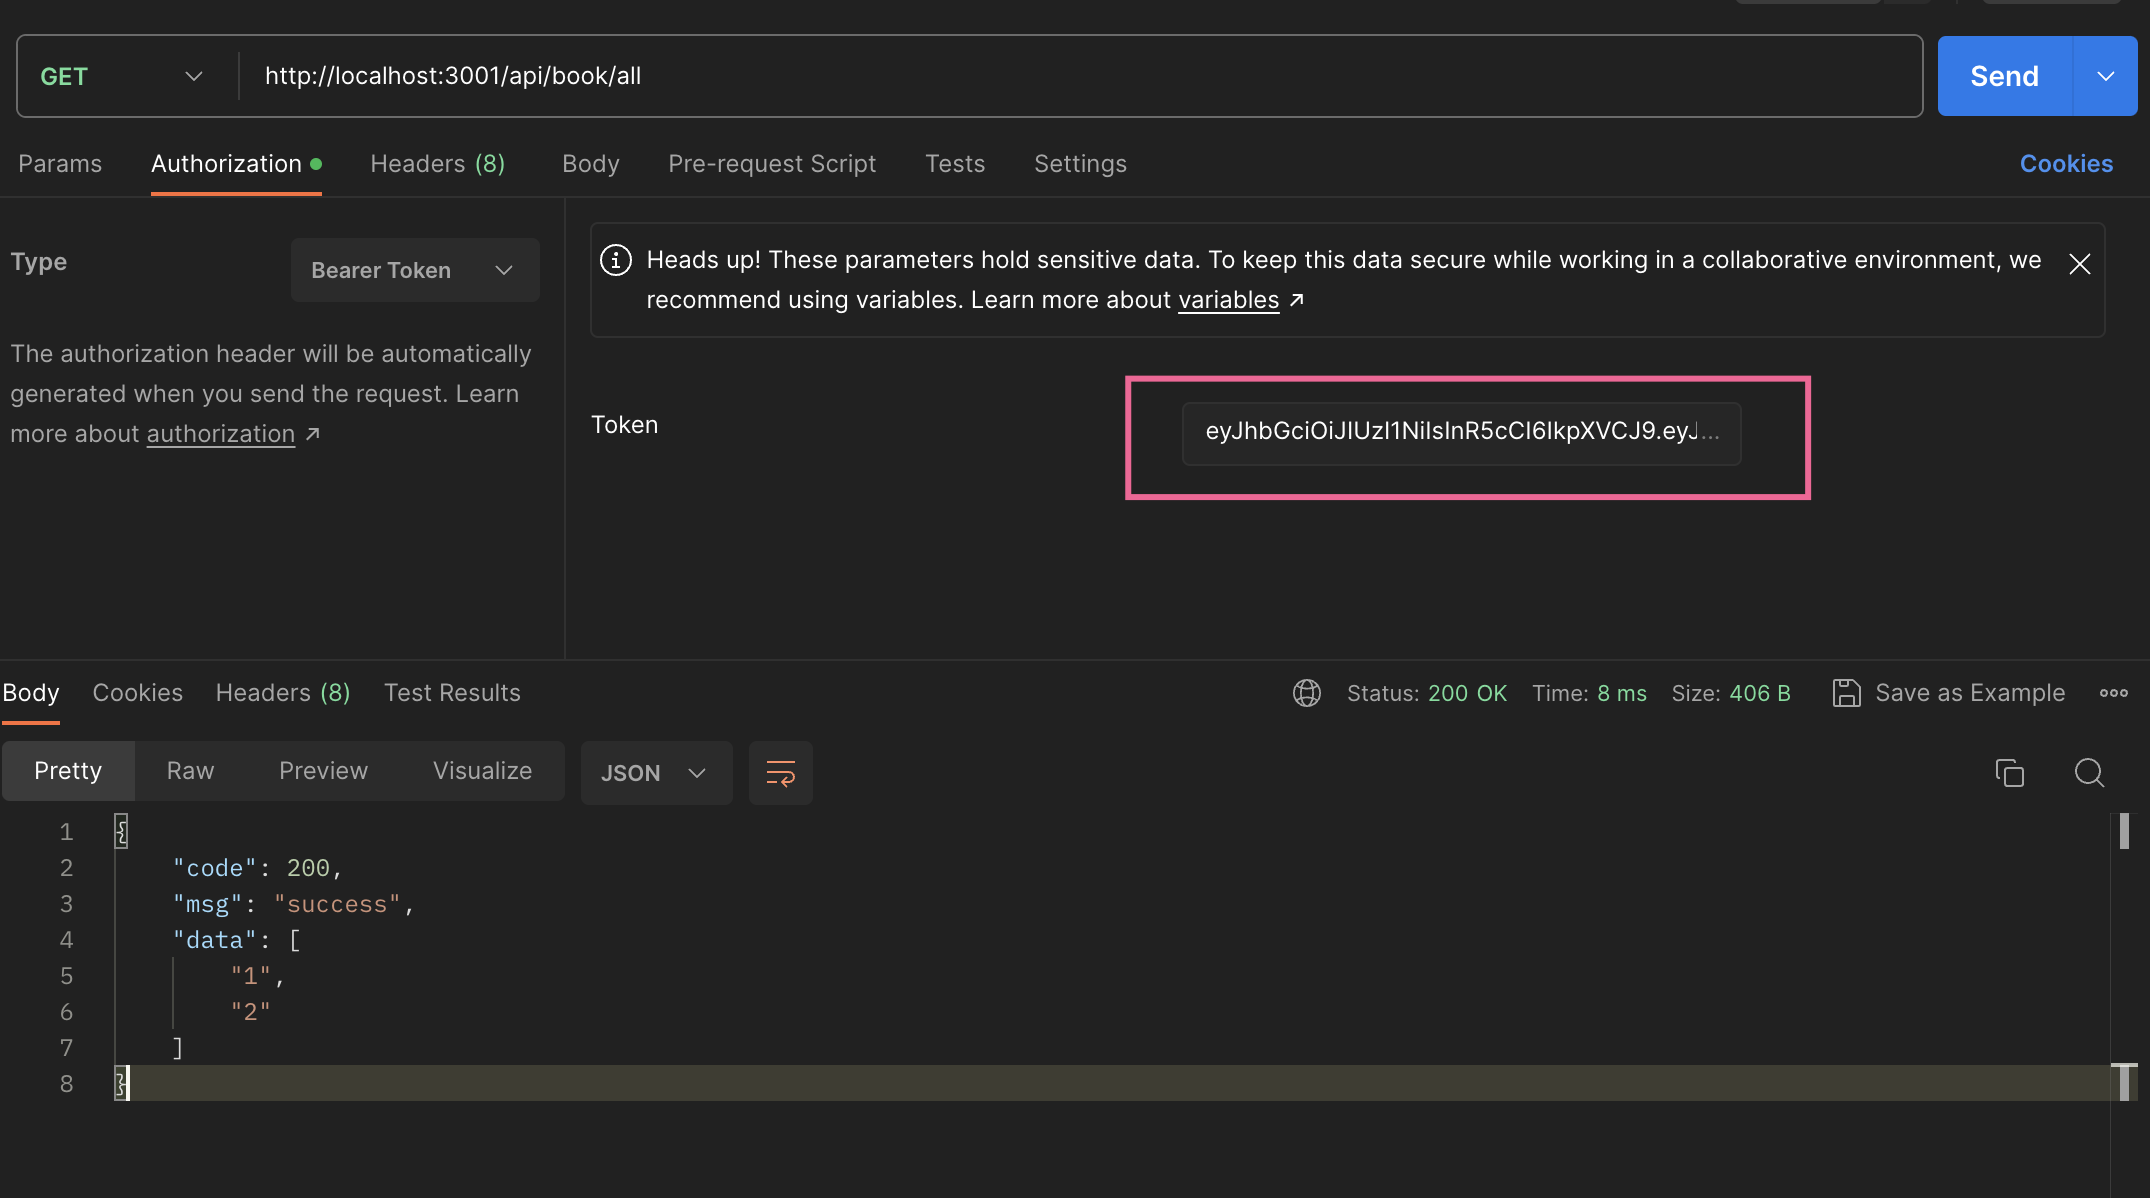 GET http://localhost:3001/api/book/all Send
Params Authorization Headers (8) Body Pre-request Script Tests Settings Cookies
Type Bearer Token
The authorization header will be automatically
generated when you send the request. Learn
more about authorization ↗
Heads up! These parameters hold sensitive data. To keep this data secure while working in a collaborative environment, we
recommend using variables. Learn more about variables ↗
Token eyJhbGciOiJIUzI1NiIsInR5cCI6IkpXVCJ9.eyJ...
Body Cookies Headers (8) Test Results Status: 200 OK Time: 8 ms Size: 406 B Save as Example
Pretty Raw Preview Visualize JSON
1 {
2 "code": 200,
3 "msg": "success",
4 "data": [
5 "1",
6 "2"
7 ]
8 }